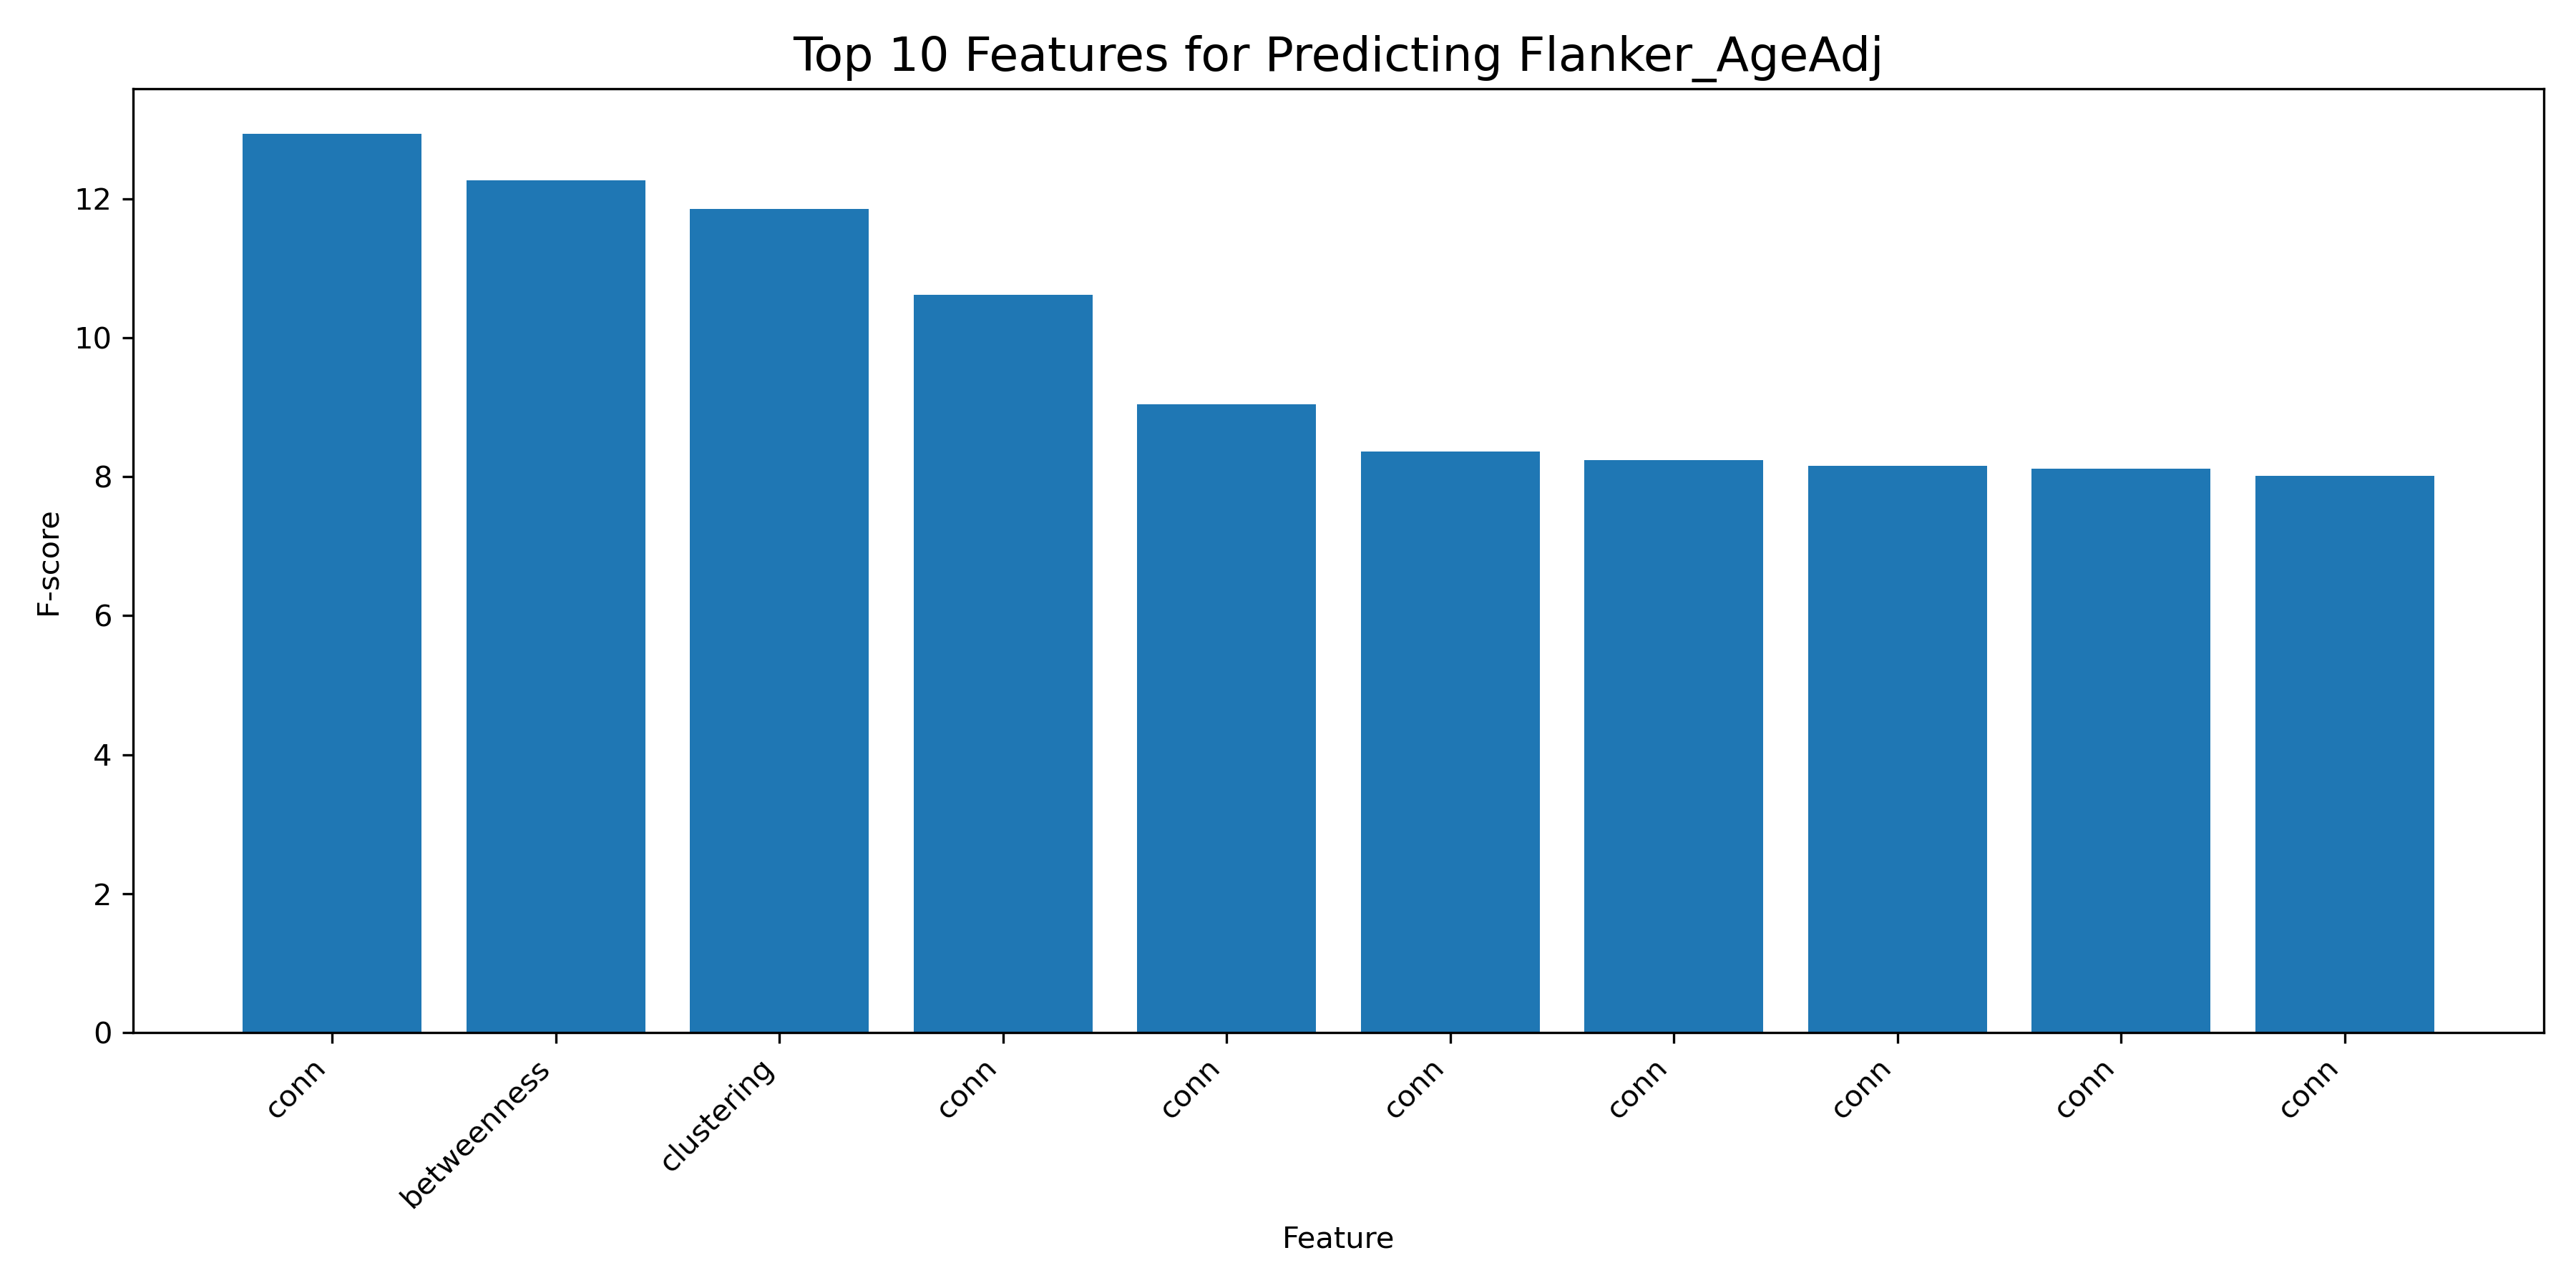 Top 10 Features for Predicting Flanker_AgeAdj
12
10
8
6
4
2
0
F-score
conn
betweenness
clustering
conn
conn
conn
conn
conn
conn
conn
Feature